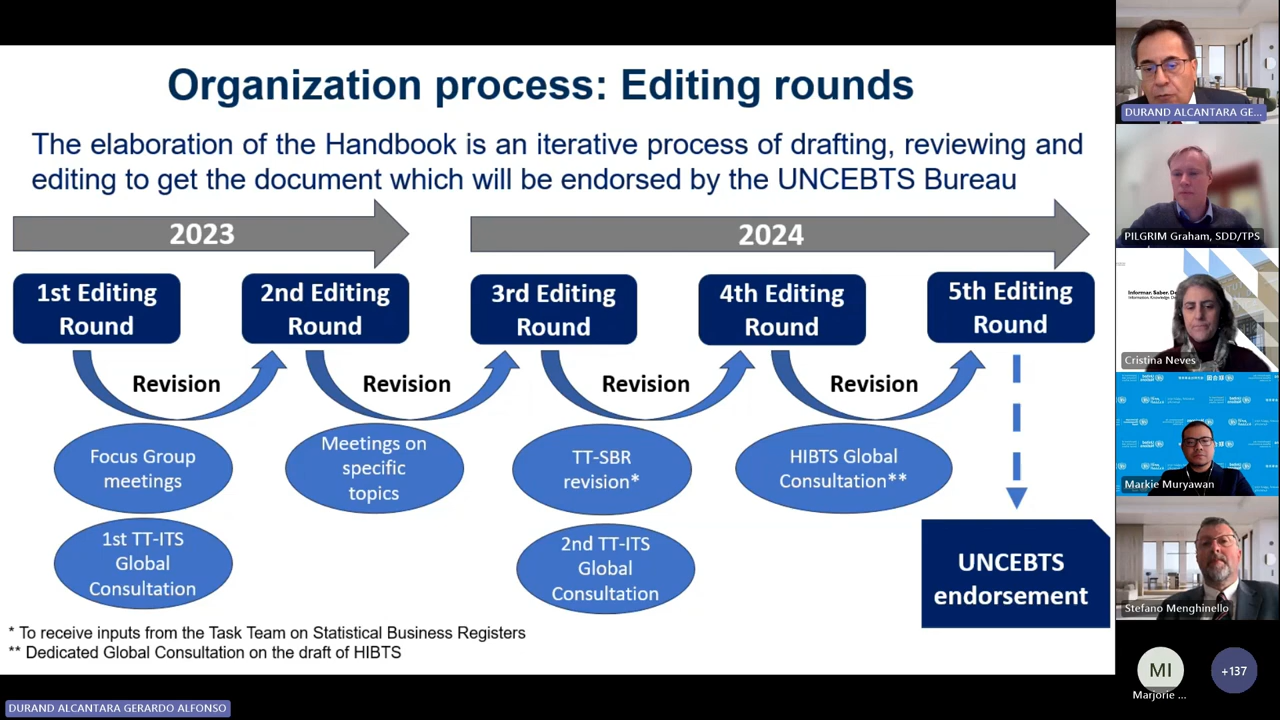 Organization process: Editing rounds
The elaboration of the Handbook is an iterative process of drafting, reviewing and
editing to get the document which will be endorsed by the UNCEBTS Bureau
2023
2024
1st Editing
Round
2nd Editing
Round
3rd Editing
Round
4th Editing
Round
5th Editing
Round
Revision
Revision
Revision
Revision
Focus Group
meetings
Meetings on
specific
topics
TT-SBR
revision*
HIBTS Global
Consultation**
1st TT-ITS
Global
Consultation
2nd TT-ITS
Global
Consultation
UNCEBTS
endorsement
* To receive inputs from the Task Team on Statistical Business Registers
** Dedicated Global Consultation on the draft of HIBTS
DURAND ALCANTARA GERARDO ALFONSO
DURAND ALCANTARA GE...
PILGRIM Graham, SDD/TPS
Informar. Saber.
Cristina Neves
Markie Muryawan
Stefano Menghinello
MI
Marjorie ...
+137